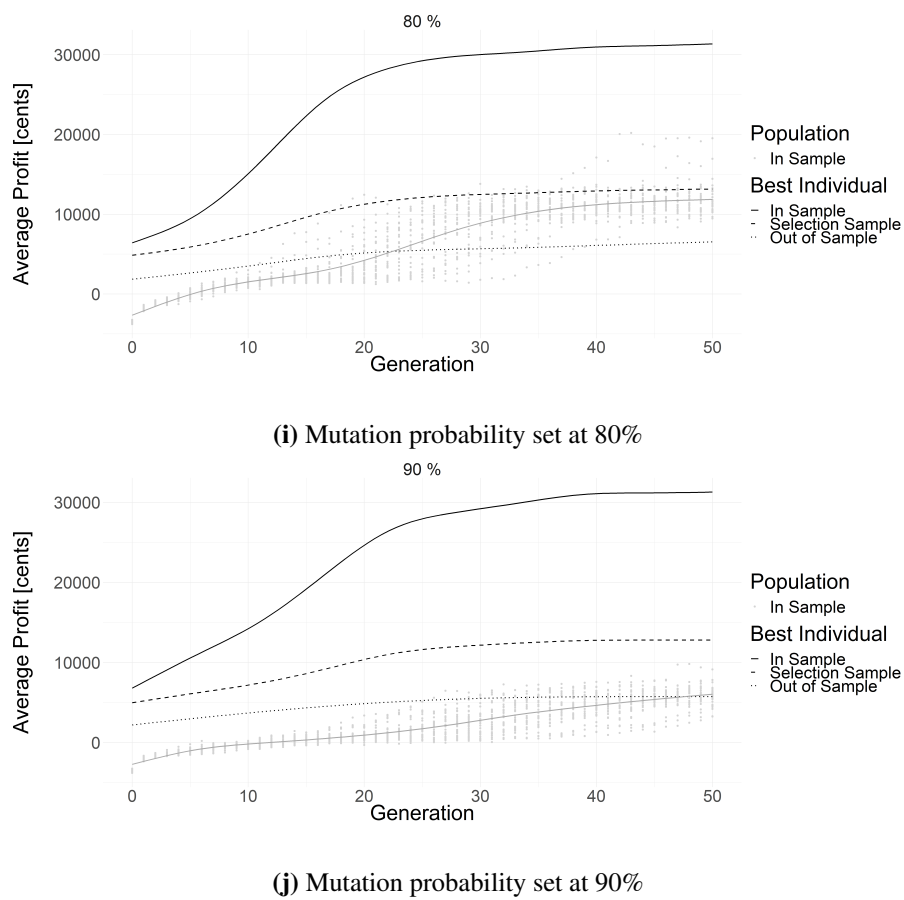 80 %
30000
20000
10000
0
Average Profit [cents]
0 10 20 30 40 50
Generation
Population
In Sample
Best Individual
In Sample
Selection Sample
Out of Sample
(i) Mutation probability set at 80%
90 %
30000
20000
10000
0
Average Profit [cents]
0 10 20 30 40 50
Generation
Population
In Sample
Best Individual
In Sample
Selection Sample
Out of Sample
(j) Mutation probability set at 90%